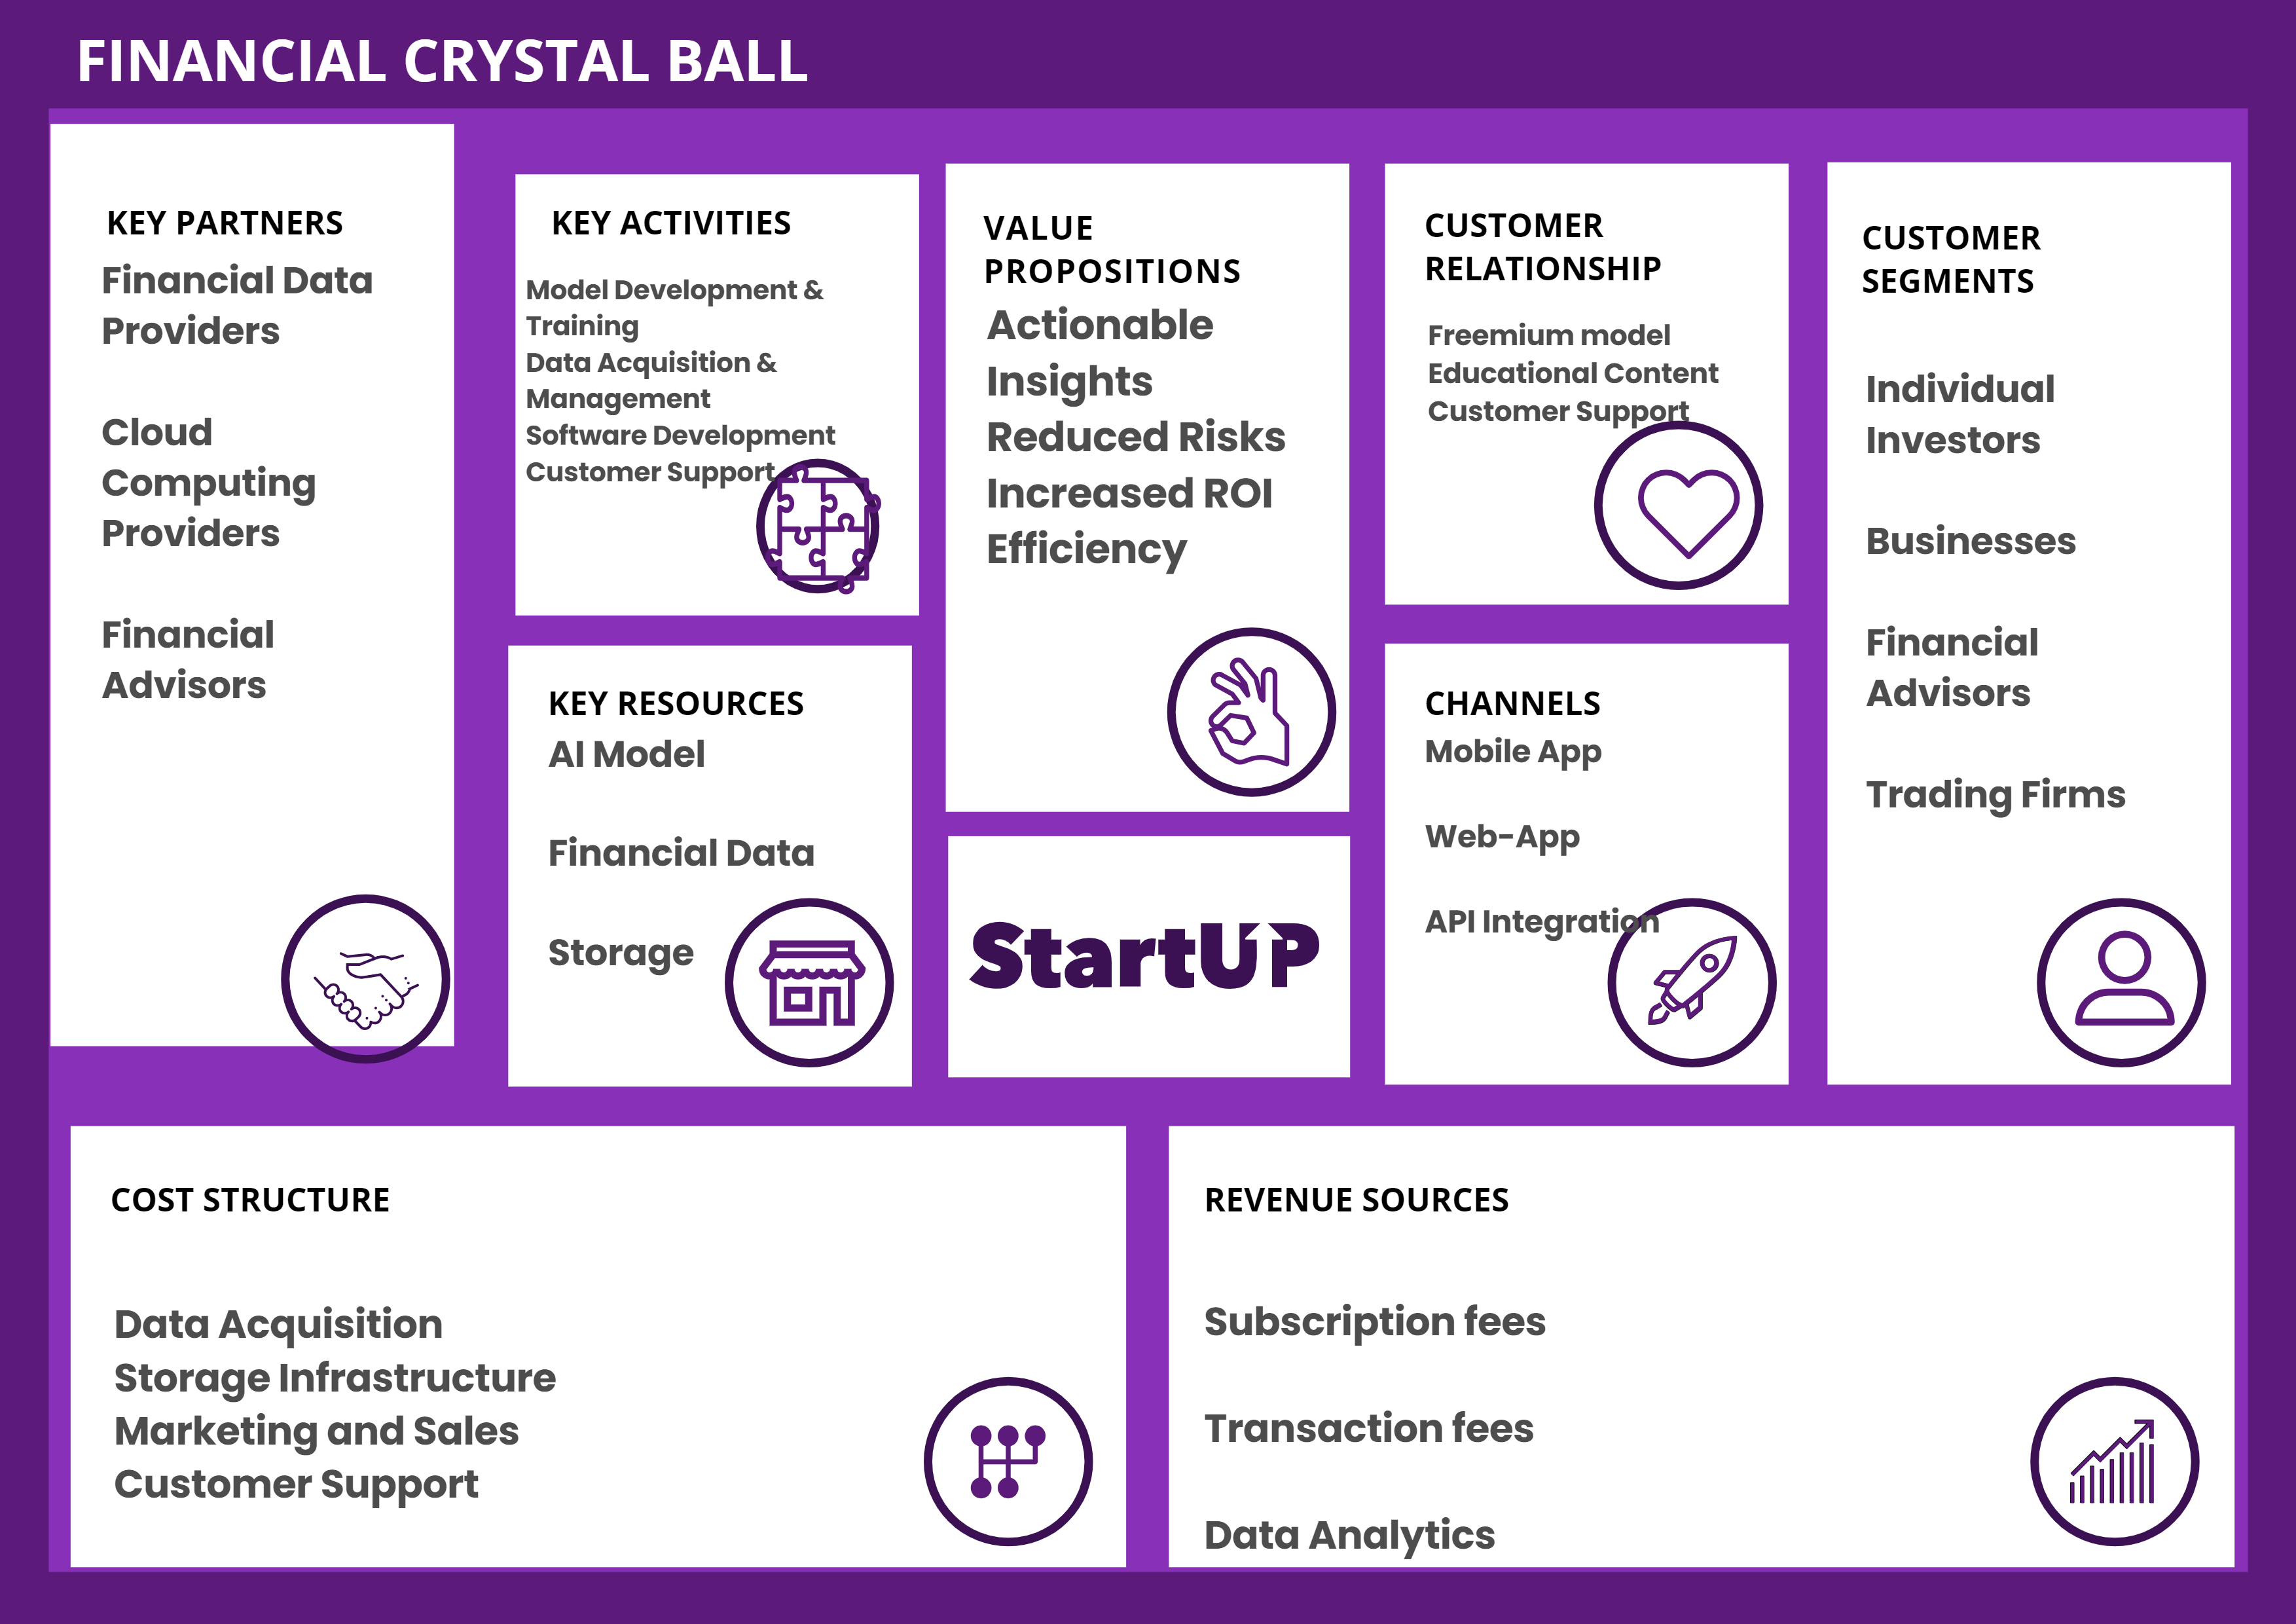 FINANCIAL CRYSTAL BALL
KEY PARTNERS
Financial Data
Providers
Cloud
Computing
Providers
Financial
Advisors
KEY ACTIVITIES
Model Development &
Training
Data Acquisition &
Management
Software Development
Customer Support
KEY RESOURCES
AI Model
Financial Data
Storage
VALUE
PROPOSITIONS
Actionable
Insights
Reduced Risks
Increased ROI
Efficiency
StartUP
CUSTOMER
RELATIONSHIP
Freemium model
Educational Content
Customer Support
CHANNELS
Mobile App
Web-App
API Integration
CUSTOMER
SEGMENTS
Individual
Investors
Businesses
Financial
Advisors
Trading Firms
COST STRUCTURE
Data Acquisition
Storage Infrastructure
Marketing and Sales
Customer Support
REVENUE SOURCES
Subscription fees
Transaction fees
Data Analytics